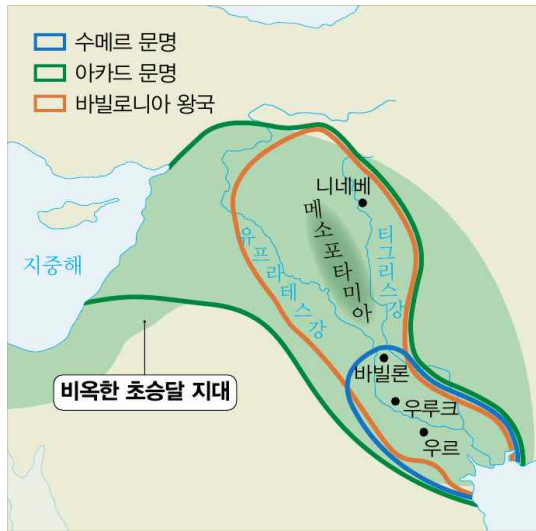 수메르 문명
아카드 문명
바빌로니아 왕국
니네베
메소포타미아
티그리스강
유프라테스강
지중해
바빌론
비옥한 초승달 지대
우루크
우르